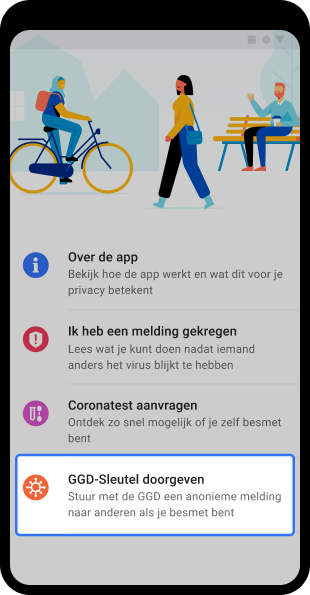 Over de app
Bekijk hoe de app werkt en wat dit voor je
privacy betekent
Ik heb een melding gekregen
Lees wat je kunt doen nadat iemand
anders het virus blijkt te hebben
Coronatest aanvragen
Ontdek zo snel mogelijk of je zelf besmet
bent
GGD-Sleutel doorgeven
Stuur met de GGD een anonieme melding
naar anderen als je besmet bent